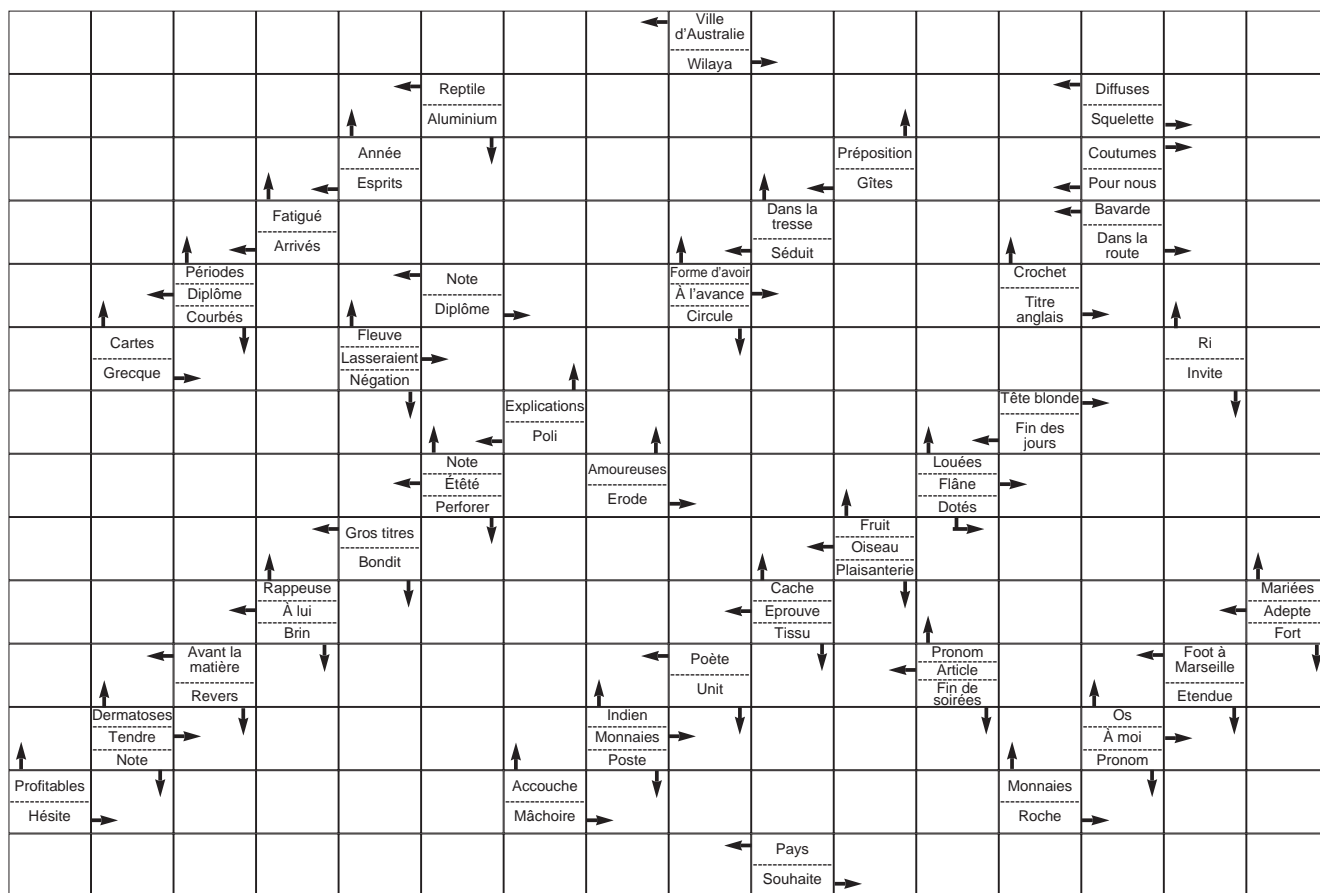 Ville
d'Australie
Wilaya
Reptile
Aluminium
Diffuses
Squelette
Année
Esprits
Préposition
Gîtes
Coutumes
Pour nous
Fatigué
Arrivés
Dans la
tresse
Séduit
Bavarde
Dans la
route
Périodes
Diplôme
Courbés
Note
Diplôme
Forme d'avoir
À l'avance
Circule
Crochet
Titre
anglais
Cartes
Grecque
Fleuve
Lasseraient
Négation
Ri
Invite
Explications
Poli
Tête blonde
Fin des
jours
Note
Étêté
Perforer
Amoureuses
Erode
Louées
Flâne
Dotés
Gros titres
Bondit
Fruit
Oiseau
Plaisanterie
Rappeuse
À lui
Brin
Cache
Eprouve
Tissu
Mariées
Adepte
Fort
Avant la
matière
Revers
Poète
Unit
Pronom
Article
Fin de
soirées
Foot à
Marseille
Etendue
Dermatoses
Tendre
Note
Indien
Monnaies
Poste
Os
À moi
Pronom
Profitables
Hésite
Accouche
Mâchoire
Monnaies
Roche
Pays
Souhaite